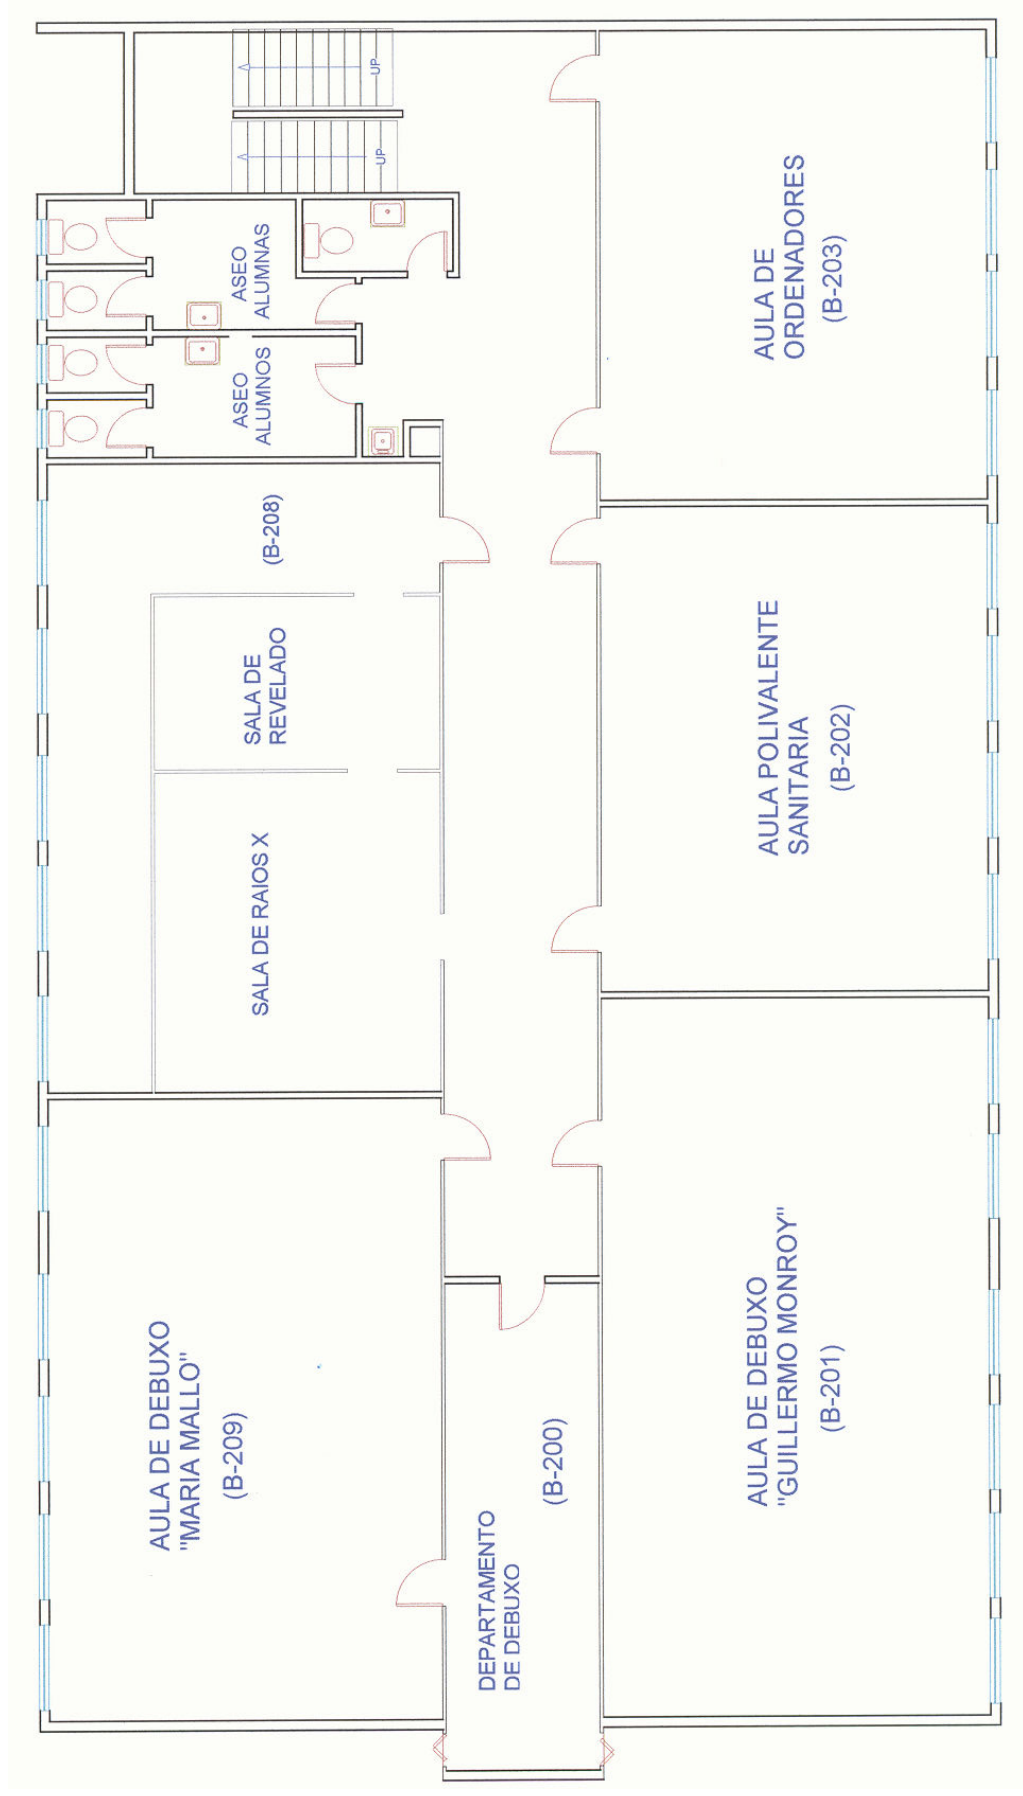 UP
UP
ASEO
ALUMNAS
ASEO
ALUMNOS
AULA DE
ORDENADORES
(B-203)
(B-208)
SALA DE
REVELADO
AULA POLIVALENTE
SANITARIA
(B-202)
SALA DE RAIOS X
AULA DE DEBUXO
"MARIA MALLO"
(B-209)
DEPARTAMENTO
DE DEBUXO
(B-200)
AULA DE DEBUXO
"GUILLERMO MONROY"
(B-201)